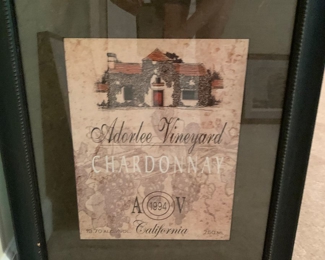 Adorlee Vineyard
CHARDONNAY
A 1994 V
California